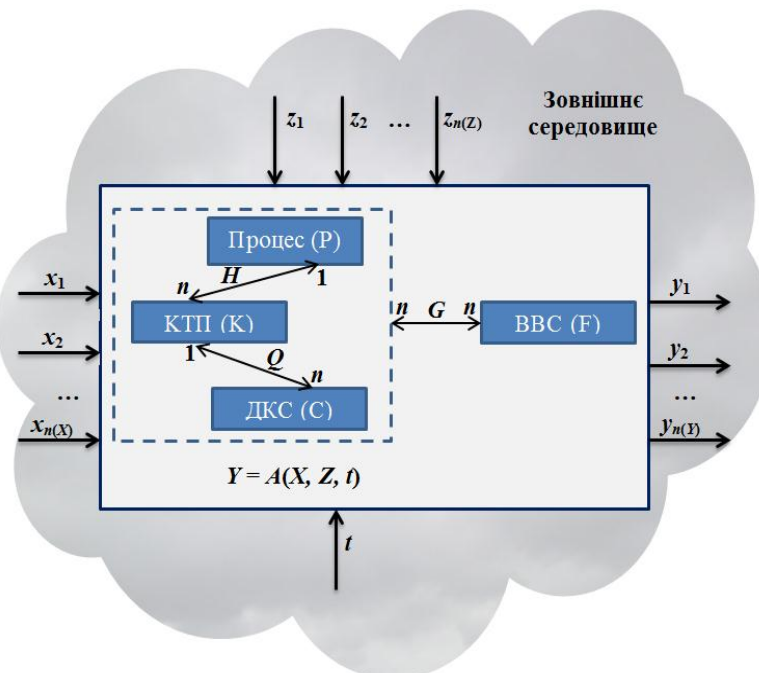 Зовнішнє
середовище
z1 z2 ... zn(Z)
Процес (P)
H
n 1
x1
КТП (K)
n G n
ВВС (F)
y1
1 Q n
x2
y2
...
ДКС (C)
...
xn(X)
yn(Y)
Y = A(X, Z, t)
t